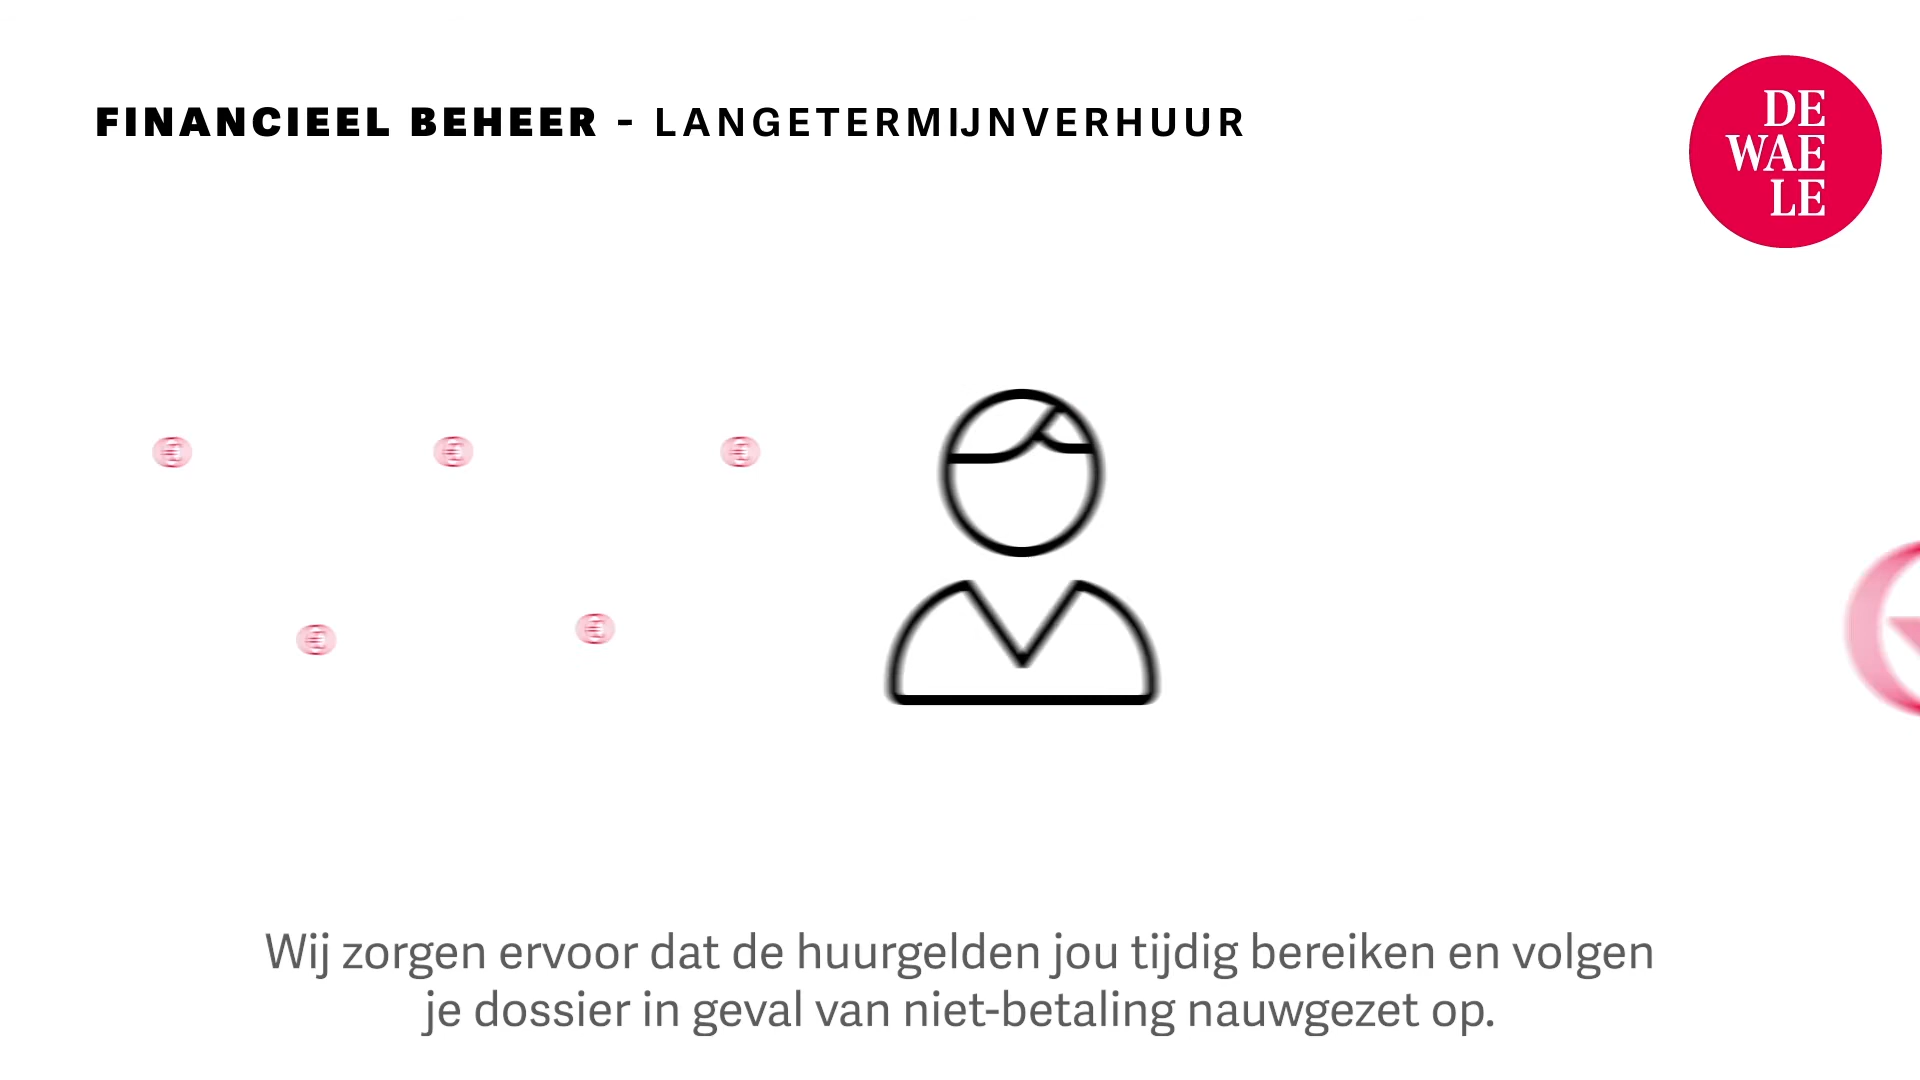 FINANCIEEL BEHEER - LANGETERMIJNVERHUUR
DE
WAE
LE
€ € €
€ €
Wij zorgen ervoor dat de huurgelden jou tijdig bereiken en volgen
je dossier in geval van niet-betaling nauwgezet op.